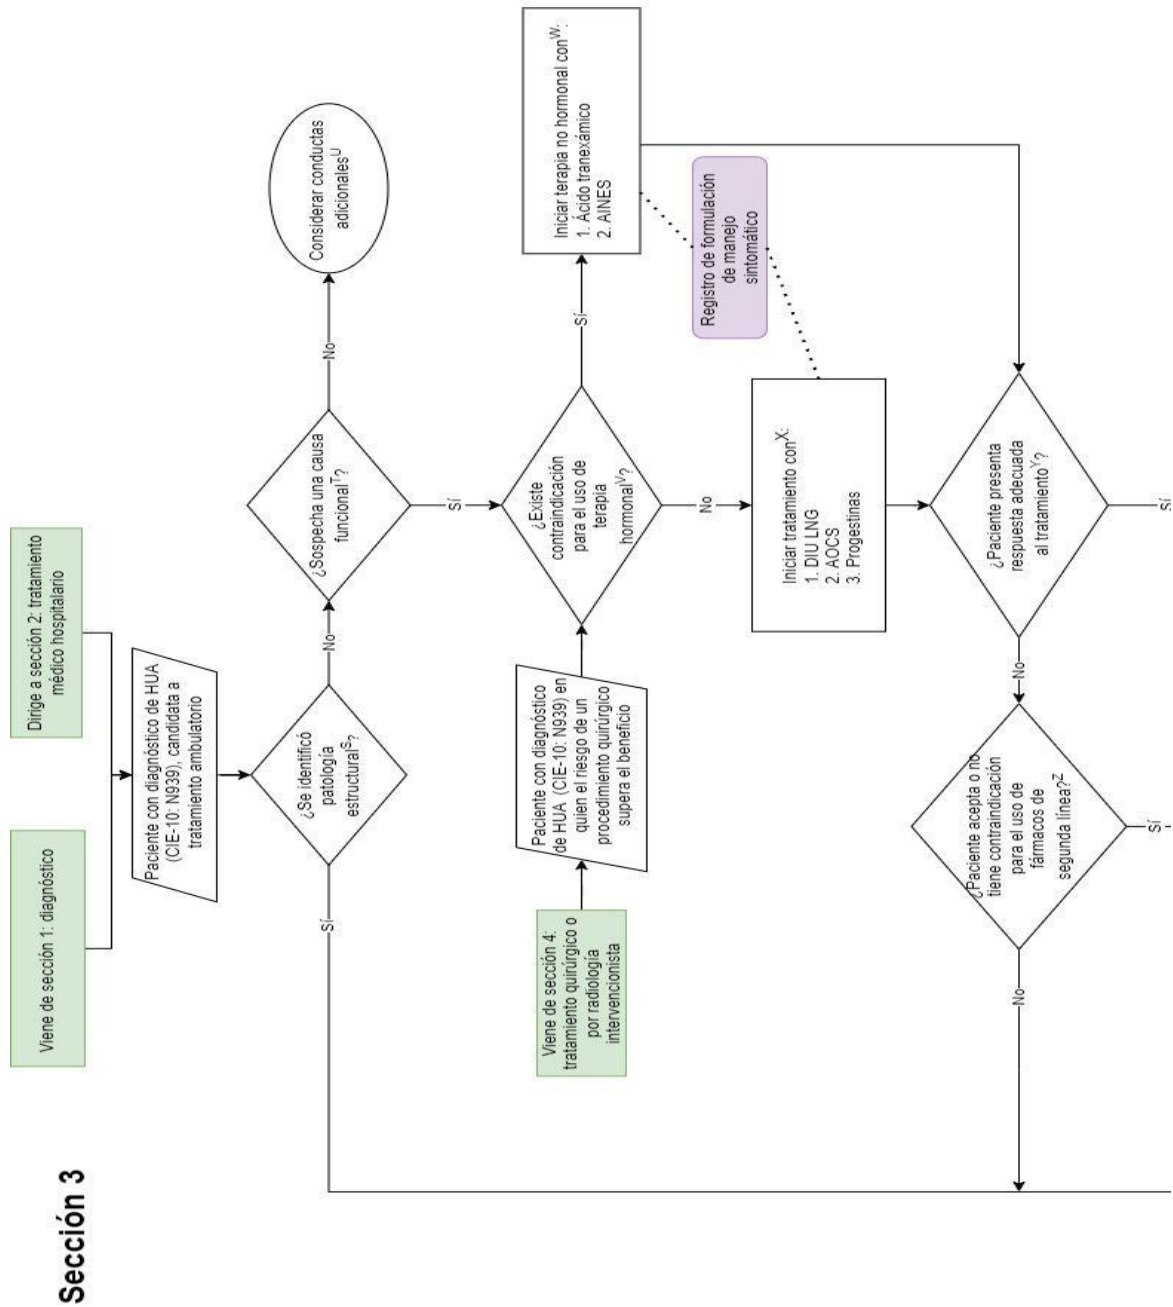 Sección 3
Viene de sección 1: diagnóstico
Dirige a sección 2: tratamiento
médico hospitalario
Paciente con diagnóstico de HUA
(CIE-10: N939), candidata a
tratamiento ambulatorio
¿Se identificó
patología
estructural^S?
No
Sí
¿Sospecha una causa
funcional^T?
No
Sí
Considerar conductas
adicionales^U
Viene de sección 4:
tratamiento quirúrgico o
por radiología
intervencionista
Paciente con diagnóstico
de HUA (CIE-10: N939) en
quien el riesgo de un
procedimiento quirúrgico
supera el beneficio
¿Existe
contraindicación
para el uso de
terapia
hormonal^V?
Sí
No
Iniciar terapia no hormonal con^W:
1. Ácido tranexámico
2. AINES
Registro de formulación
de manejo
sintomático
Iniciar tratamiento con^X:
1. DIU LNG
2. AOCS
3. Progestinas
¿Paciente presenta
respuesta adecuada
al tratamiento^Y?
No
Sí
¿Paciente acepta o no
tiene contraindicación
para el uso de
fármacos de
segunda línea?^Z
No
Sí